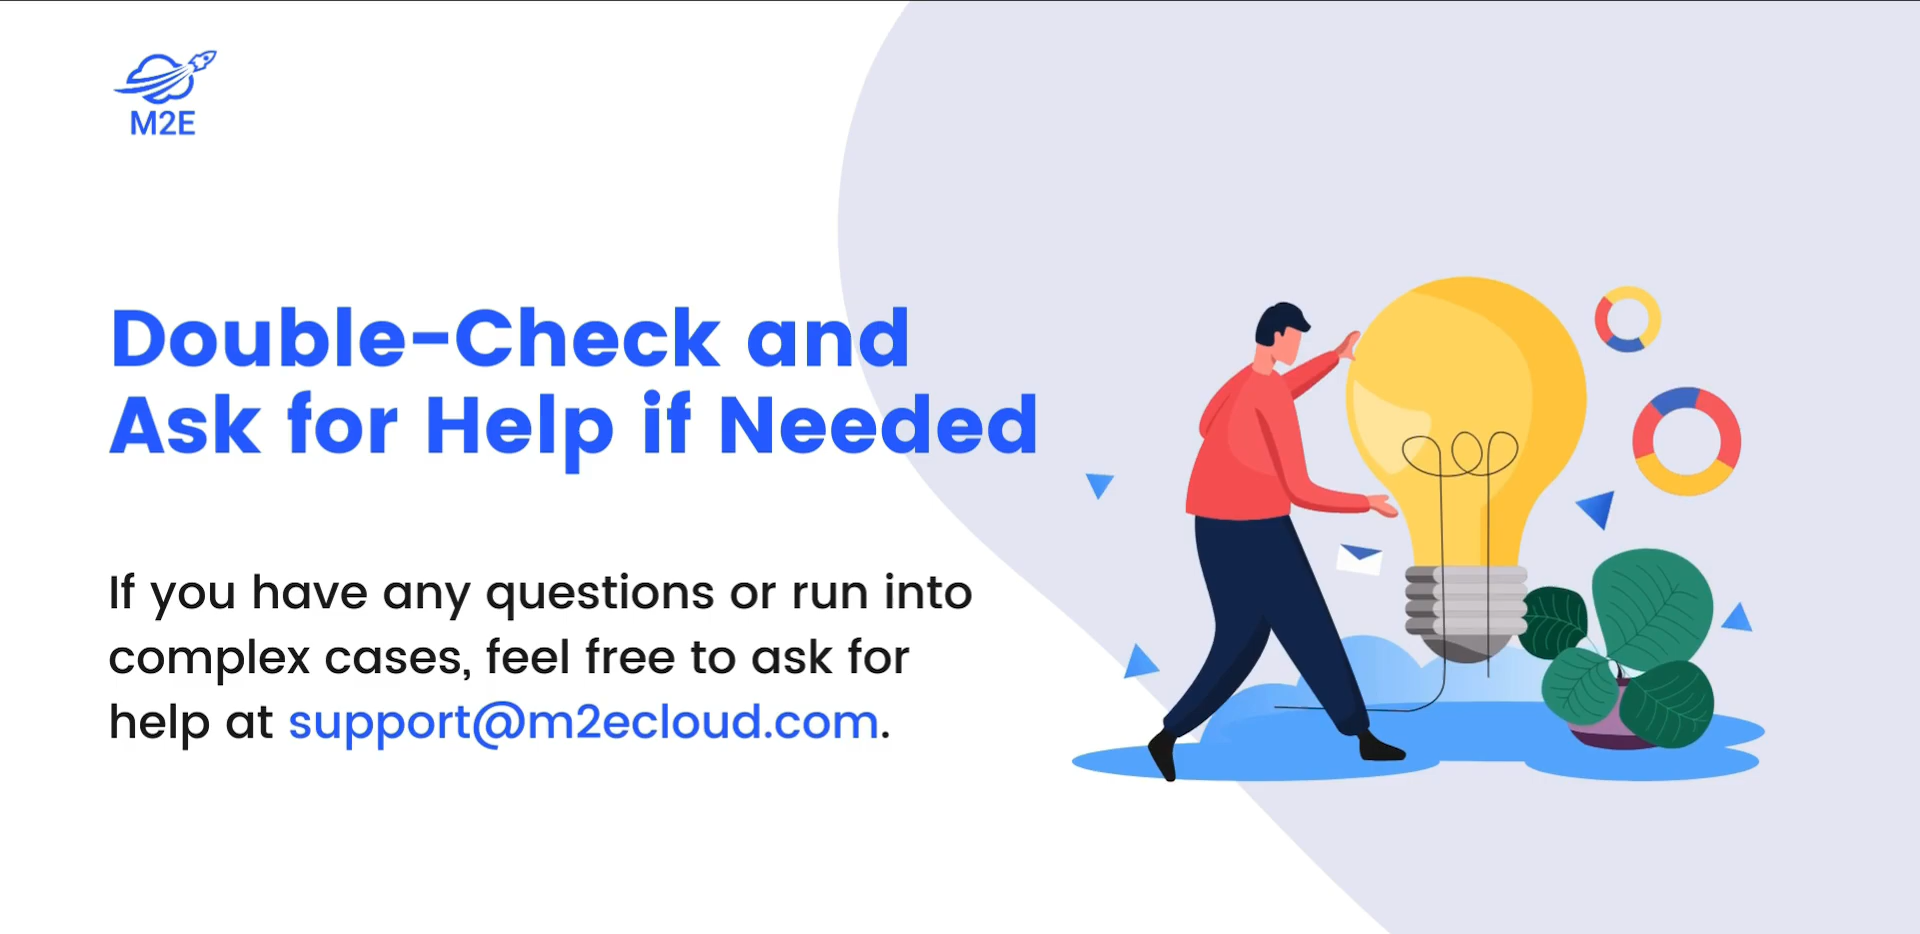 M2E
Double-Check and
Ask for Help if Needed
If you have any questions or run into
complex cases, feel free to ask for
help at support@m2ecloud.com.